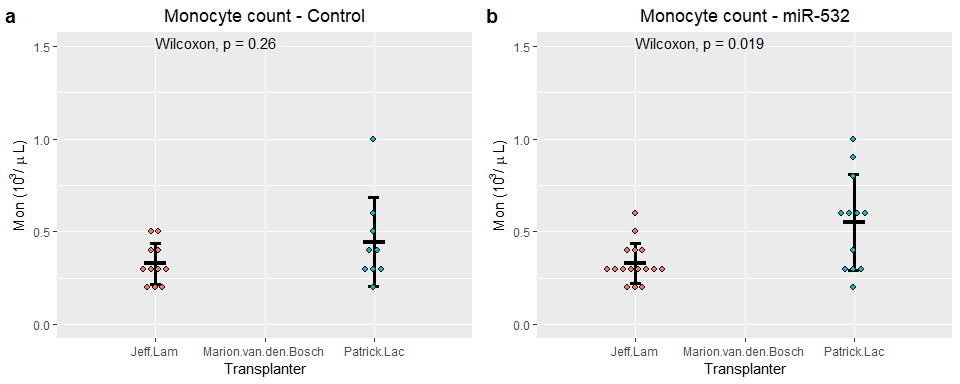 a
Monocyte count - Control
Wilcoxon, p = 0.26
1.5
1.0
0.5
0.0
Mon (10³/ μ L)
Jeff.Lam
Marion.van.den.Bosch
Patrick.Lac
Transplanter
b
Monocyte count - miR-532
Wilcoxon, p = 0.019
1.5
1.0
0.5
0.0
Mon (10³/ μ L)
Jeff.Lam
Marion.van.den.Bosch
Patrick.Lac
Transplanter